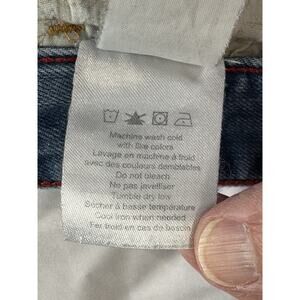 Machine wash cold
with like colors
Lavage en machine à froid
avec des couleurs semblables
Do not bleach
Ne pas javelliser
Tumble dry low
Sécher à basse température
Cool iron when needed
Fer froid en cas de besoin